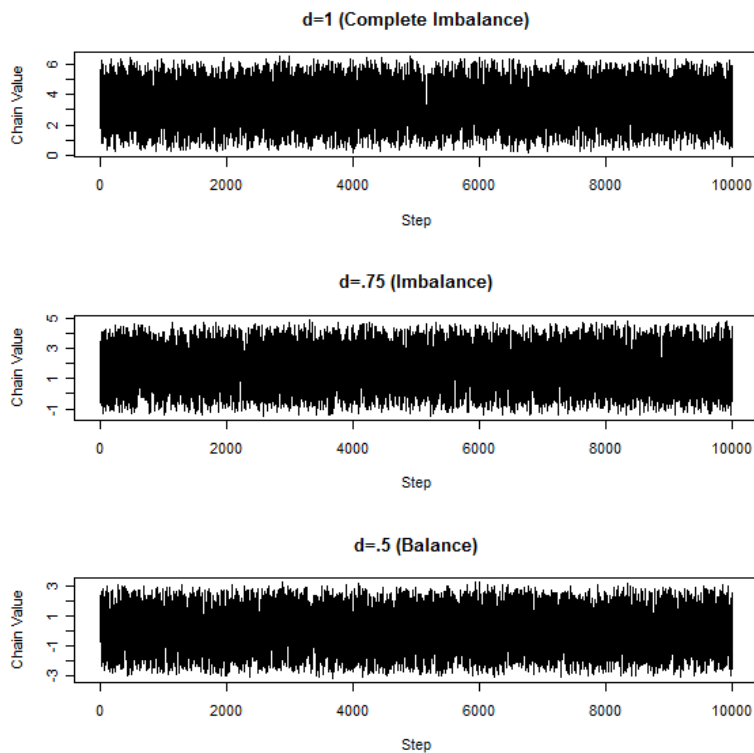 d=1 (Complete Imbalance)
Chain Value
6
4
2
0
0 2000 4000 6000 8000 10000
Step
d=.75 (Imbalance)
Chain Value
5
3
1
-1
0 2000 4000 6000 8000 10000
Step
d=.5 (Balance)
Chain Value
3
1
-1
-3
0 2000 4000 6000 8000 10000
Step